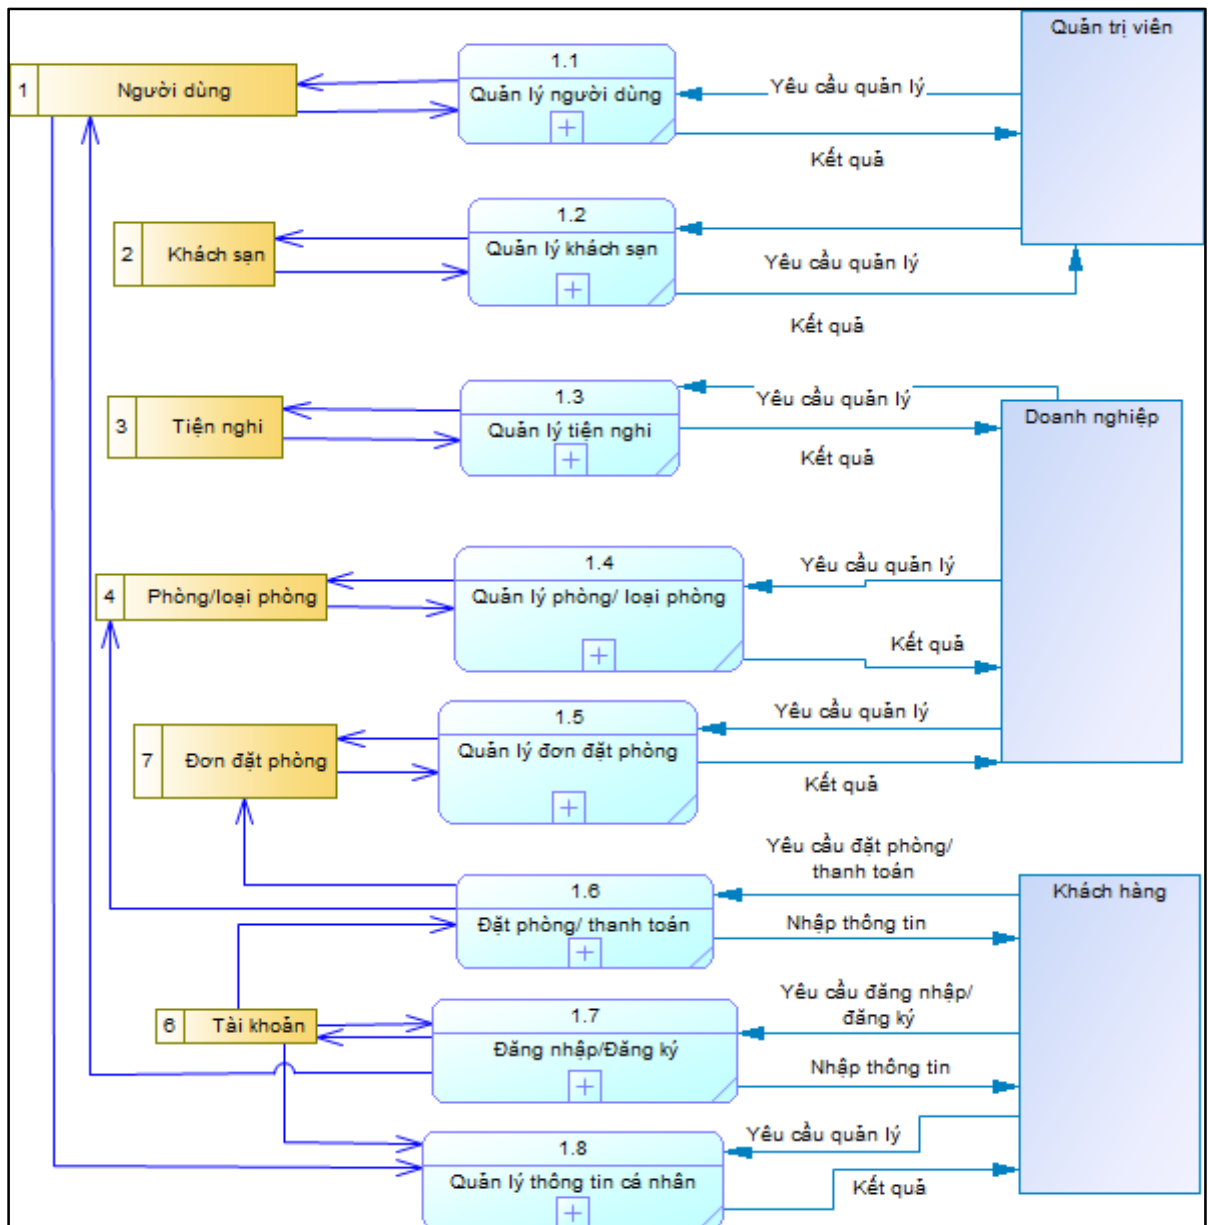 Quản trị viên
1.1
1 Người dùng
Quản lý người dùng
Yêu cầu quản lý
Kết quả
1.2
2 Khách sạn
Quản lý khách sạn
Yêu cầu quản lý
Kết quả
1.3
3 Tiện nghi
Quản lý tiện nghi
Yêu cầu quản lý
Doanh nghiệp
Kết quả
1.4
4 Phòng/loại phòng
Quản lý phòng/ loại phòng
Yêu cầu quản lý
Kết quả
1.5
7 Đơn đặt phòng
Quản lý đơn đặt phòng
Yêu cầu quản lý
Kết quả
Yêu cầu đặt phòng/
thanh toán
1.6
Đặt phòng/ thanh toán
Khách hàng
Nhập thông tin
Yêu cầu đăng nhập/
đăng ký
6 Tài khoản
1.7
Đăng nhập/Đăng ký
Nhập thông tin
1.8
Quản lý thông tin cá nhân
Yêu cầu quản lý
Kết quả